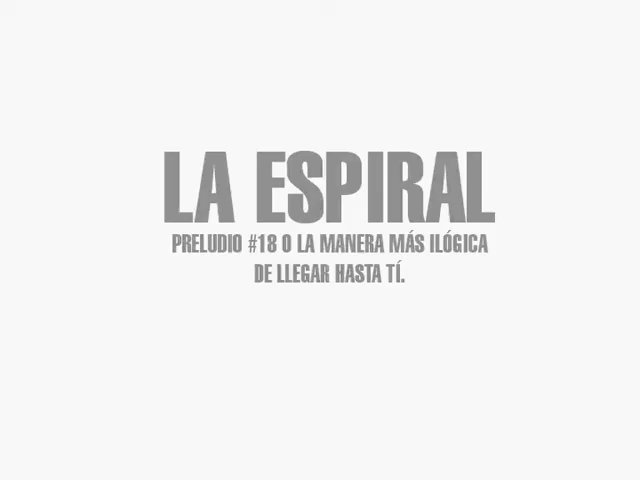 LA ESPIRAL
PRELUDIO #18 O LA MANERA MÁS ILÓGICA
DE LLEGAR HASTA TÍ.